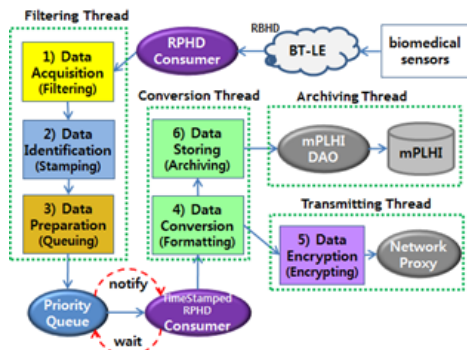 Filtering Thread
1) Data
Acquisition
(Filtering)
2) Data
Identification
(Stamping)
3) Data
Preparation
(Queuing)
Priority
Queue
notify
wait
TimeStamped
RPHD
Consumer
RPHD
Consumer
RBHD
BT-LE
biomedical
sensors
Conversion Thread
6) Data
Storing
(Archiving)
4) Data
Conversion
(Formatting)
Archiving Thread
mPLHI
DAO
mPLHI
Transmitting Thread
5) Data
Encryption
(Encrypting)
Network
Proxy